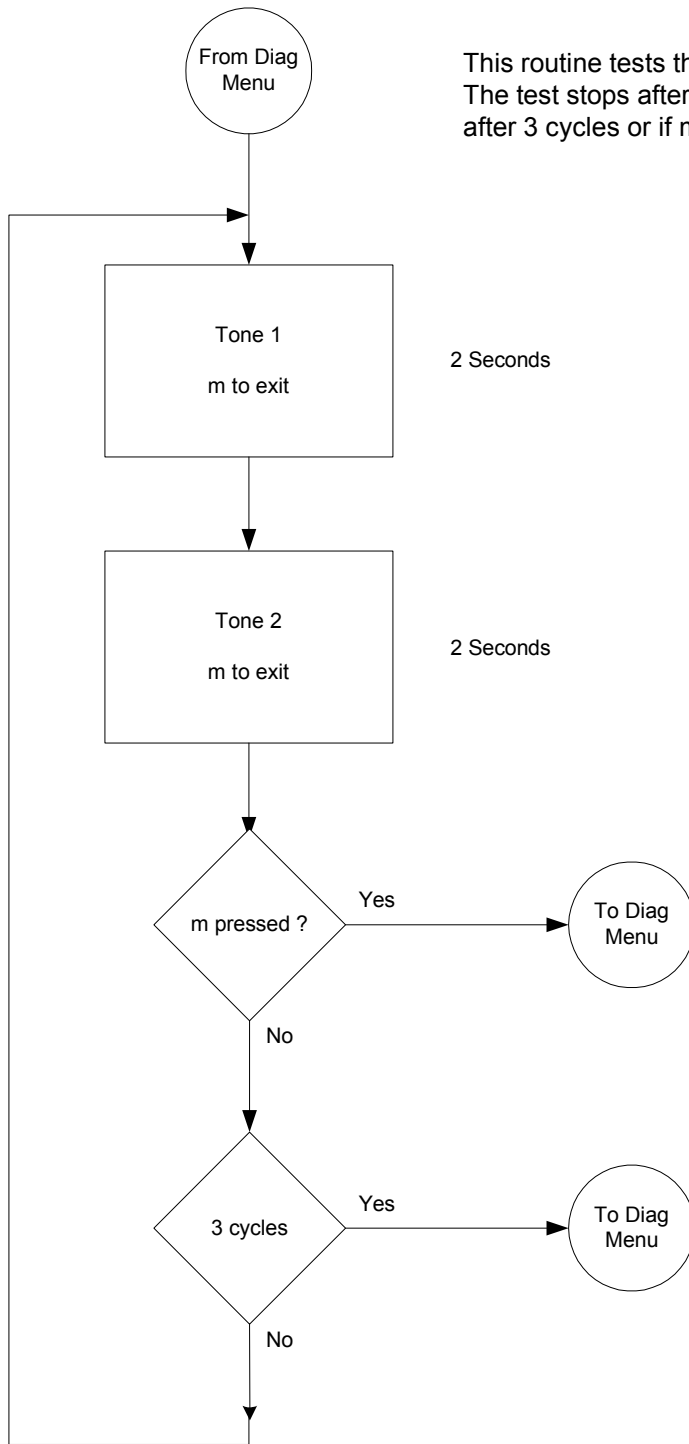 From Diag
Menu
This routine tests
The test stops after
after 3 cycles or if
Tone 1
m to exit
2 Seconds
Tone 2
m to exit
2 Seconds
m pressed ?
Yes
To Diag
Menu
No
3 cycles
Yes
To Diag
Menu
No